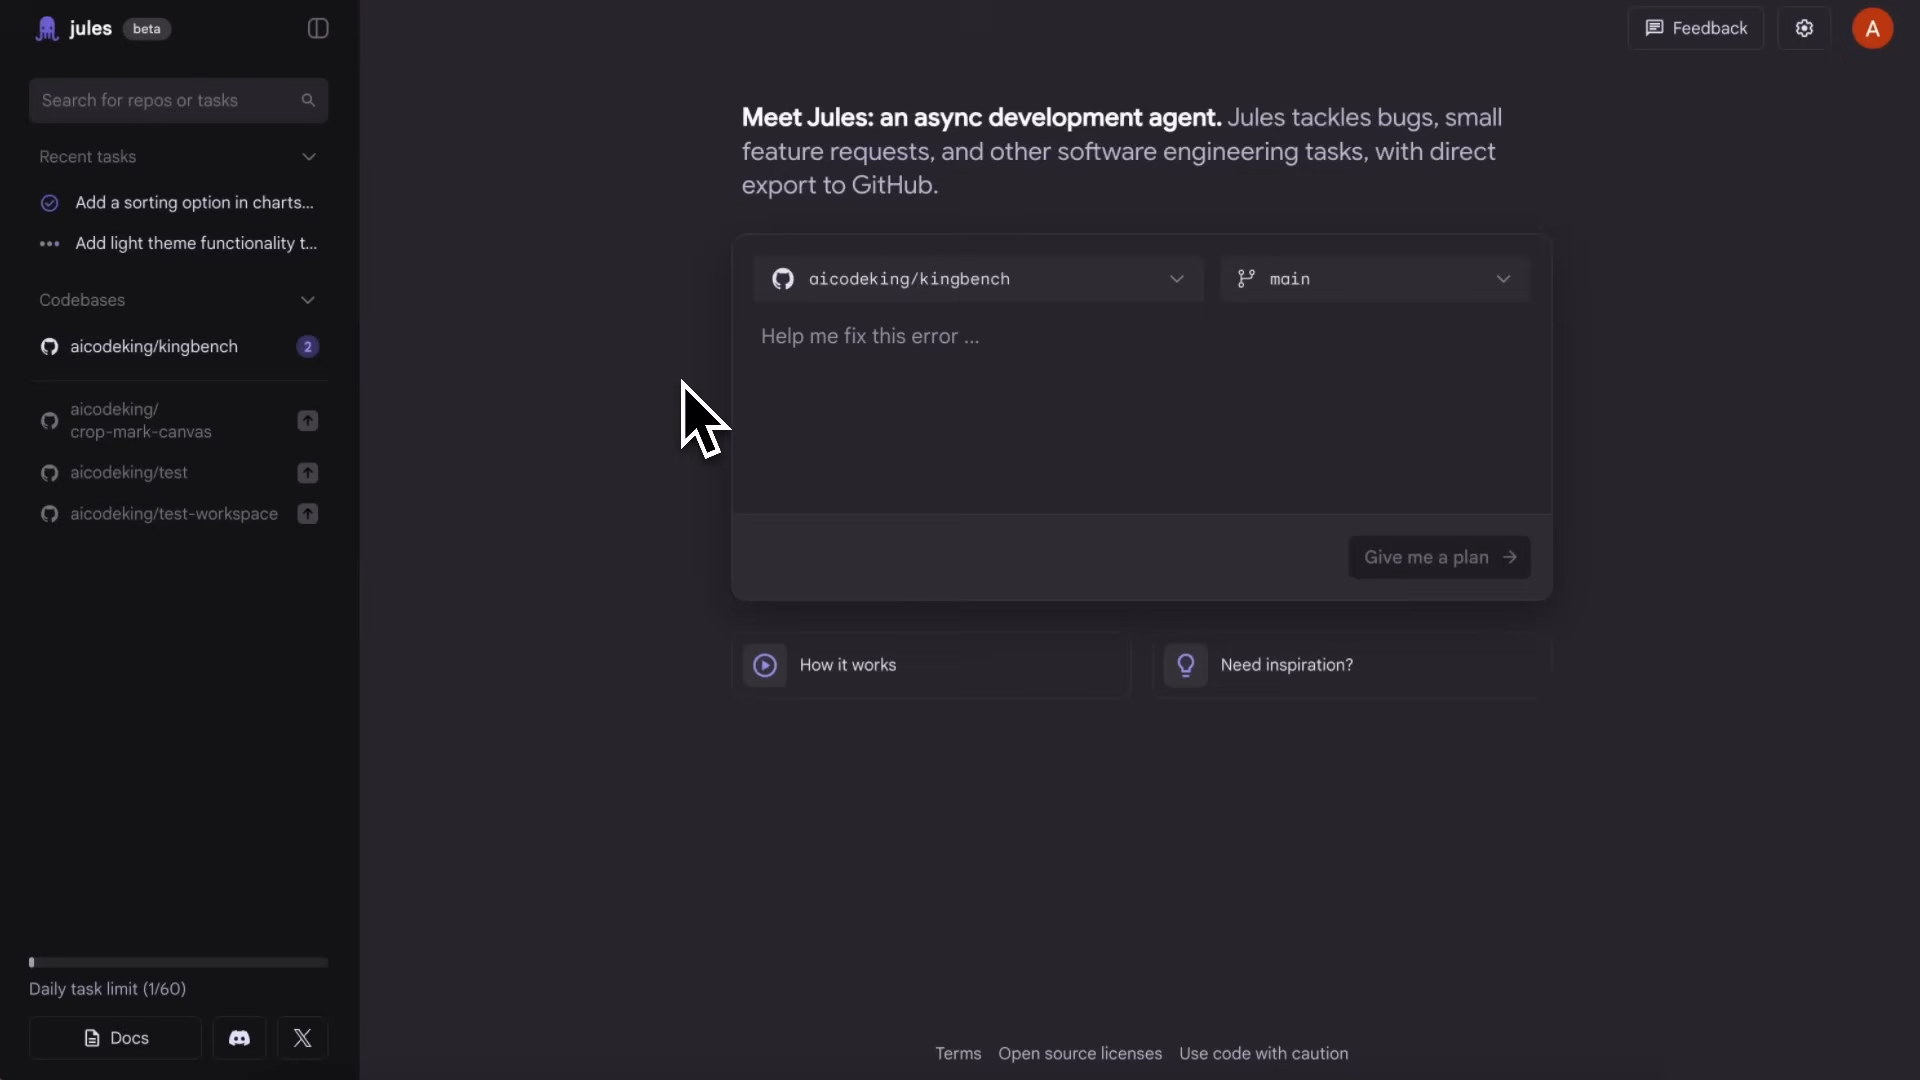 jules beta
Search for repos or tasks
Recent tasks
Add a sorting option in charts...
Add light theme functionality t...
Codebases
aicodeking/kingbench 2
aicodeking/
crop-mark-canvas
aicodeking/test
aicodeking/test-workspace
Daily task limit (1/60)
Docs
Feedback
A
Meet Jules: an async development agent. Jules tackles bugs, small
feature requests, and other software engineering tasks, with direct
export to GitHub.
aicodeking/kingbench main
Help me fix this error ...
Give me a plan
How it works
Need inspiration?
Terms Open source licenses Use code with caution